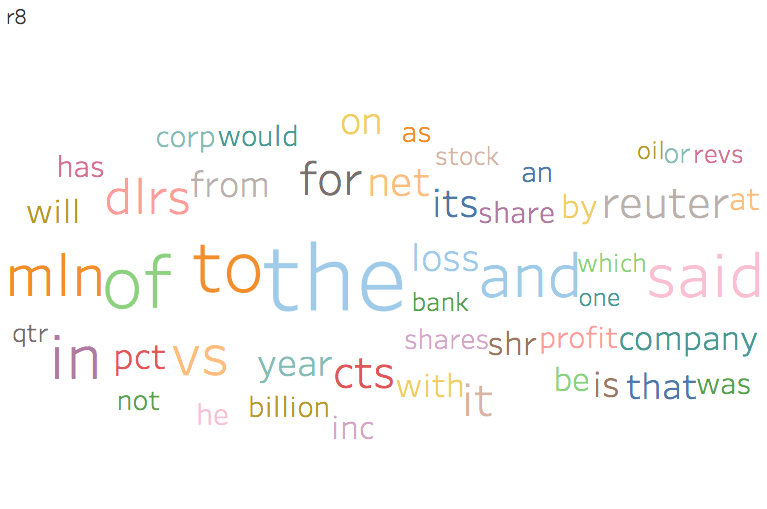 r8
corp would on as
stock
oil or revs
has
an
dlrs from for net
its share by reuter at
will
mln of to the loss and which said
bank one
qtr in pct vs year cts
shares shr profit company
with it be is that was
not he billion inc